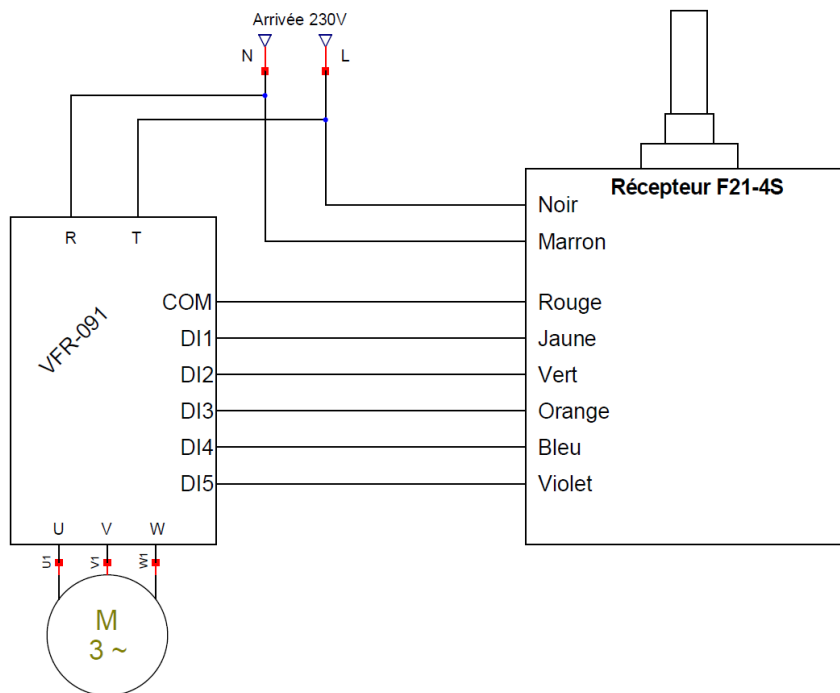 Arrivée 230V
N
L
Récepteur F21-4S
Noir
Marron
R
T
VFR-091
COM
Rouge
DI1
Jaune
DI2
Vert
DI3
Orange
DI4
Bleu
DI5
Violet
U
V
W
U1
V1
W1
M
3 ~